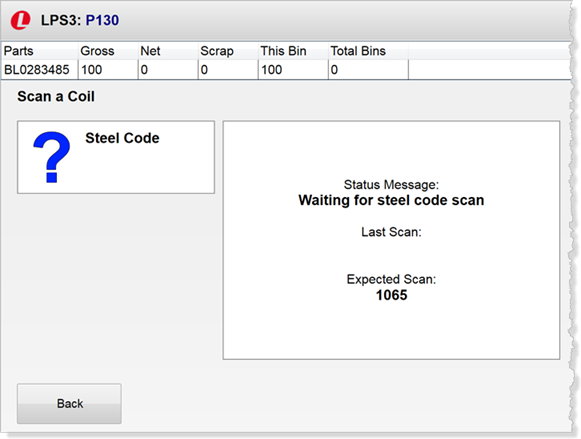 L LPS3: P130
Parts Gross Net Scrap This Bin Total Bins
BL0283485 100 0 0 100 0
Scan a Coil
? Steel Code
Status Message:
Waiting for steel code scan
Last Scan:
Expected Scan:
1065
Back